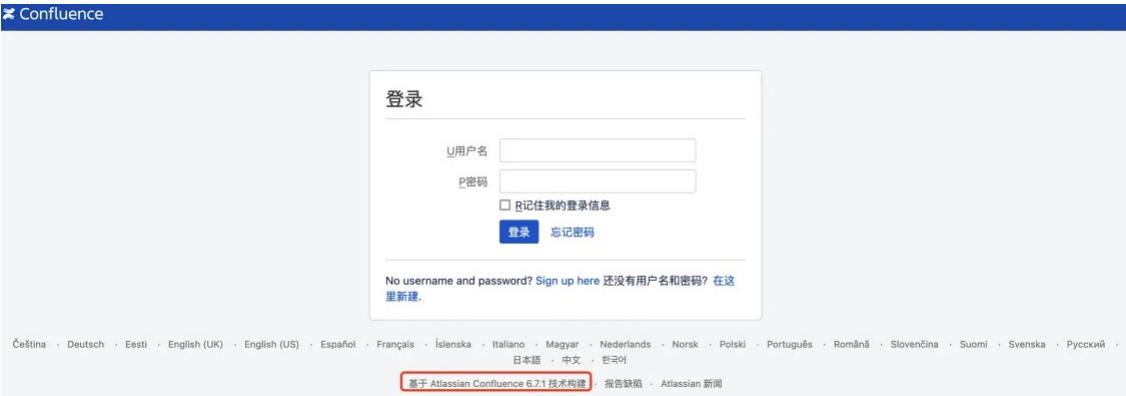 Confluence
登录
U用户名
P密码
R记住我的登录信息
登录 忘记密码
No username and password? Sign up here 还没有用户名和密码? 在这
里新建.
Čeština · Deutsch · Eesti · English (UK) · English (US) · Español · Français · Íslenska · Italiano · Magyar · Nederlands · Norsk · Polski · Português · Română · Slovenčina · Suomi · Svenska · Русский ·
日本語 · 中文 · 한국어
基于 Atlassian Confluence 6.7.1 技术构建 · 报告缺陷 · Atlassian 新闻